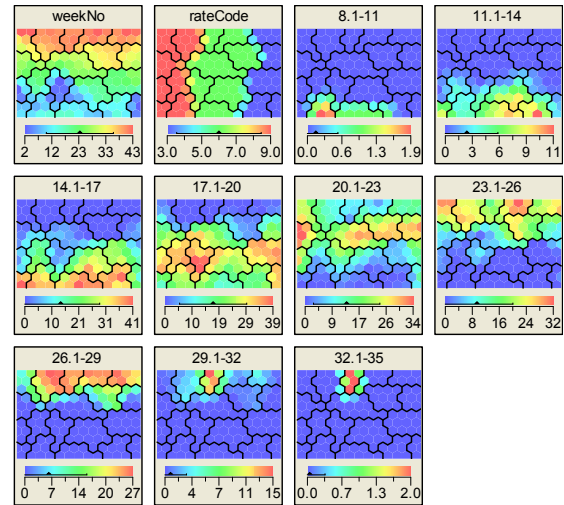 weekNo rateCode 8.1-11 11.1-14
2 12 23 33 43 3.0 5.0 7.0 9.0 0.0 0.6 1.3 1.9 0 3 6 9 11
14.1-17 17.1-20 20.1-23 23.1-26
0 10 21 31 41 0 10 20 29 39 0 9 17 26 34 0 8 16 24 32
26.1-29 29.1-32 32.1-35
0 7 14 20 27 0 4 8 11 15 0.0 0.7 1.3 2.0